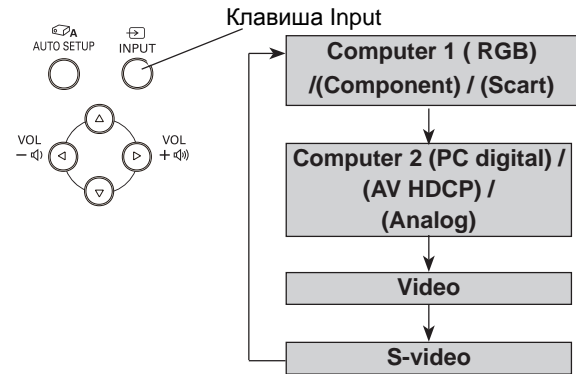 Клавиша Input
A
AUTO SETUP
INPUT
VOL
−
VOL
+
Computer 1 ( RGB)
/(Component) / (Scart)
Computer 2 (PC digital) /
(AV HDCP) /
(Analog)
Video
S-video